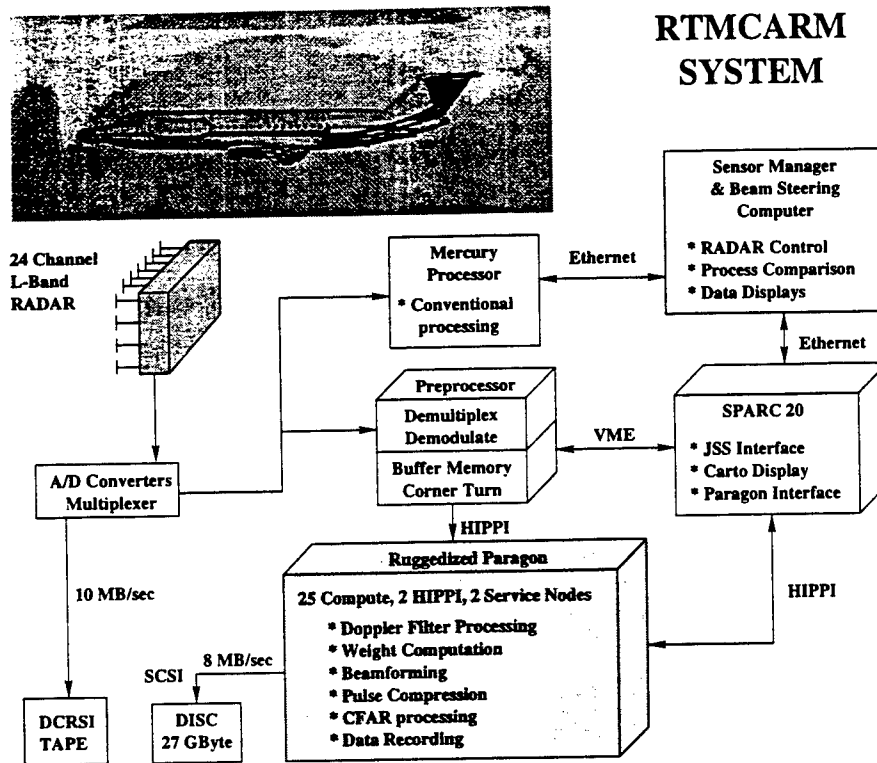 RTMCARM
SYSTEM
Sensor Manager
& Beam Steering
Computer
* RADAR Control
* Process Comparison
* Data Displays
24 Channel
L-Band
RADAR
Mercury
Processor
* Conventional
processing
Ethernet
Ethernet
Preprocessor
Demultiplex
Demodulate
Buffer Memory
Corner Turn
VME
SPARC 20
* JSS Interface
* Carto Display
* Paragon Interface
A/D Converters
Multiplexer
HIPPI
Ruggedized Paragon
25 Compute, 2 HIPPI, 2 Service Nodes
* Doppler Filter Processing
* Weight Computation
* Beamforming
* Pulse Compression
* CFAR processing
* Data Recording
HIPPI
10 MB/sec
8 MB/sec
SCSI
DCRSI
TAPE
DISC
27 GByte